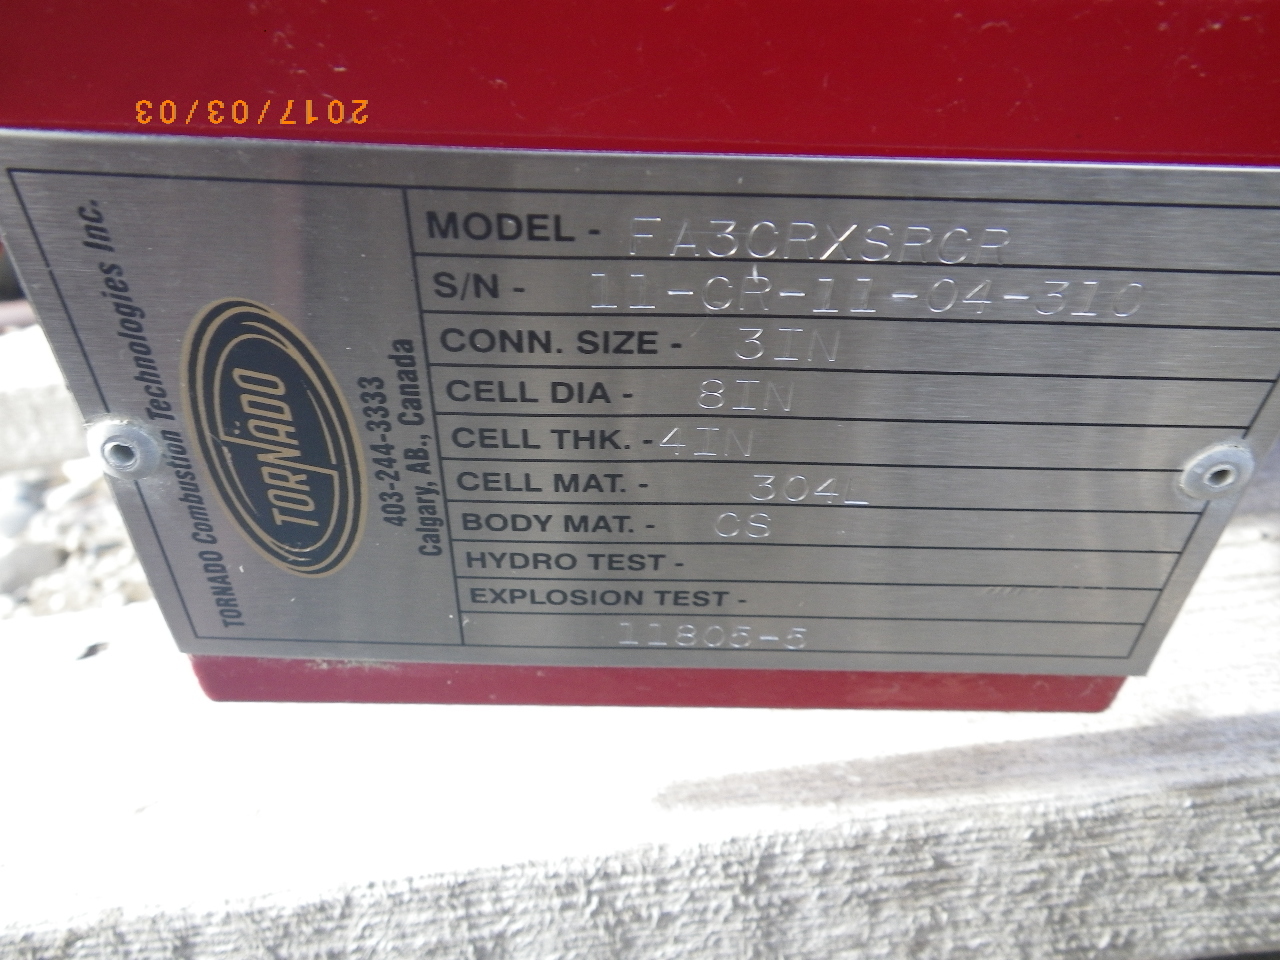 2017/03/03
TORNADO Combustion Technologies Inc.
TORNADO
403-244-3333
Calgary, AB., Canada
MODEL - FA3CRXSRCR
S/N - 11-CR-11-04-310
CONN. SIZE - 3IN
CELL DIA - 8IN
CELL THK. - 4IN
CELL MAT. - 304L
BODY MAT. - CS
HYDRO TEST -
EXPLOSION TEST -
11805-5